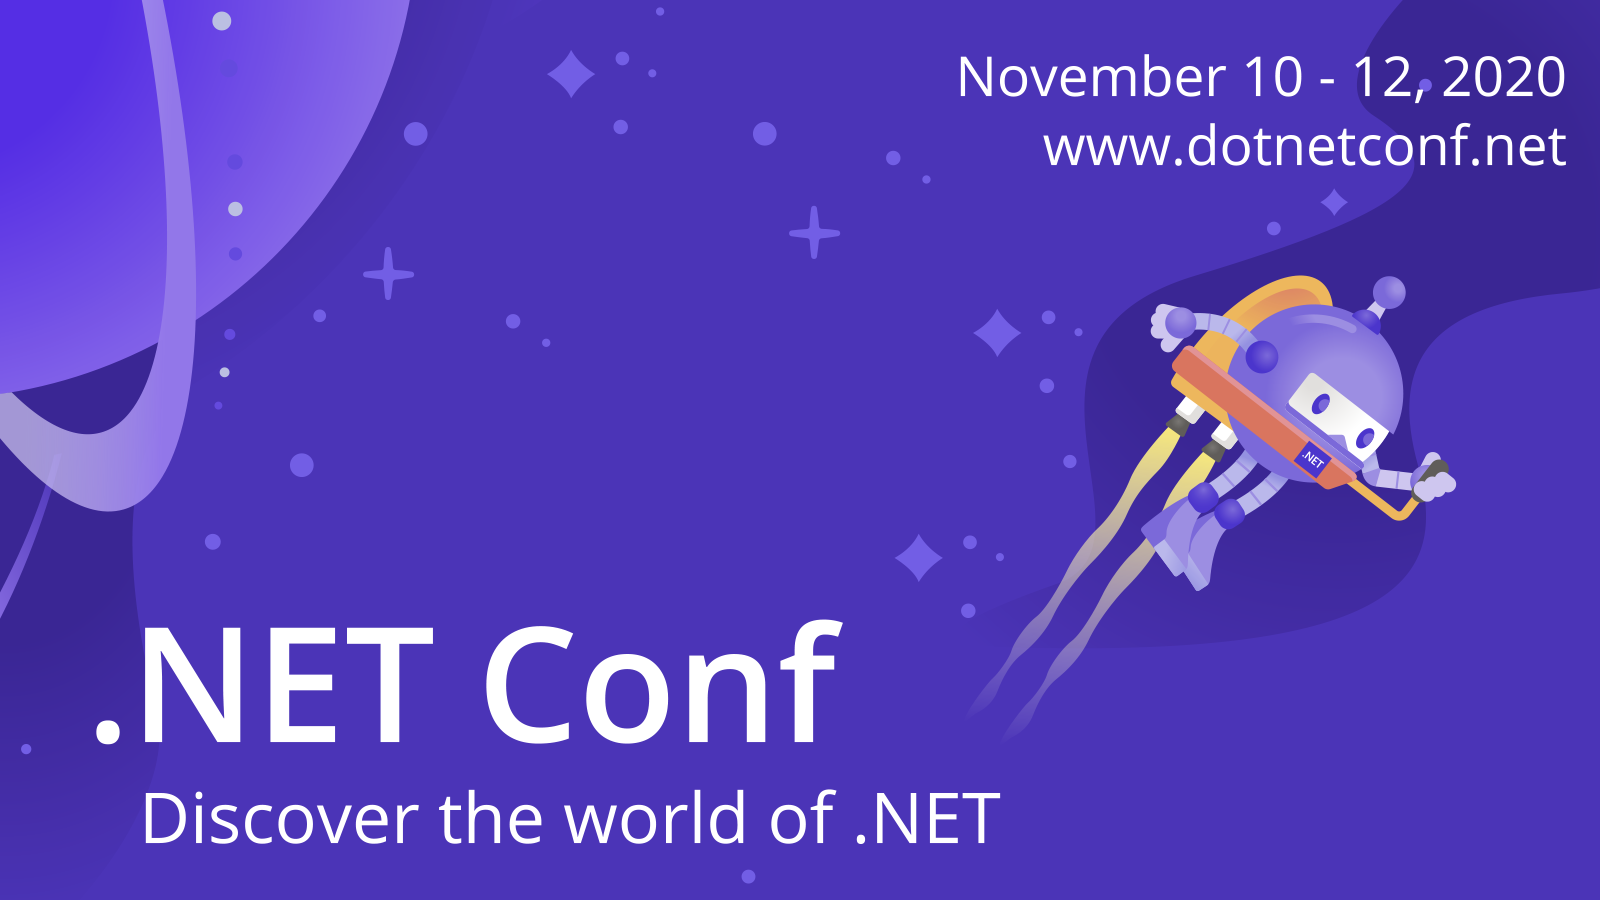 November 10 - 12, 2020
www.dotnetconf.net
.NET
.NET Conf
Discover the world of .NET